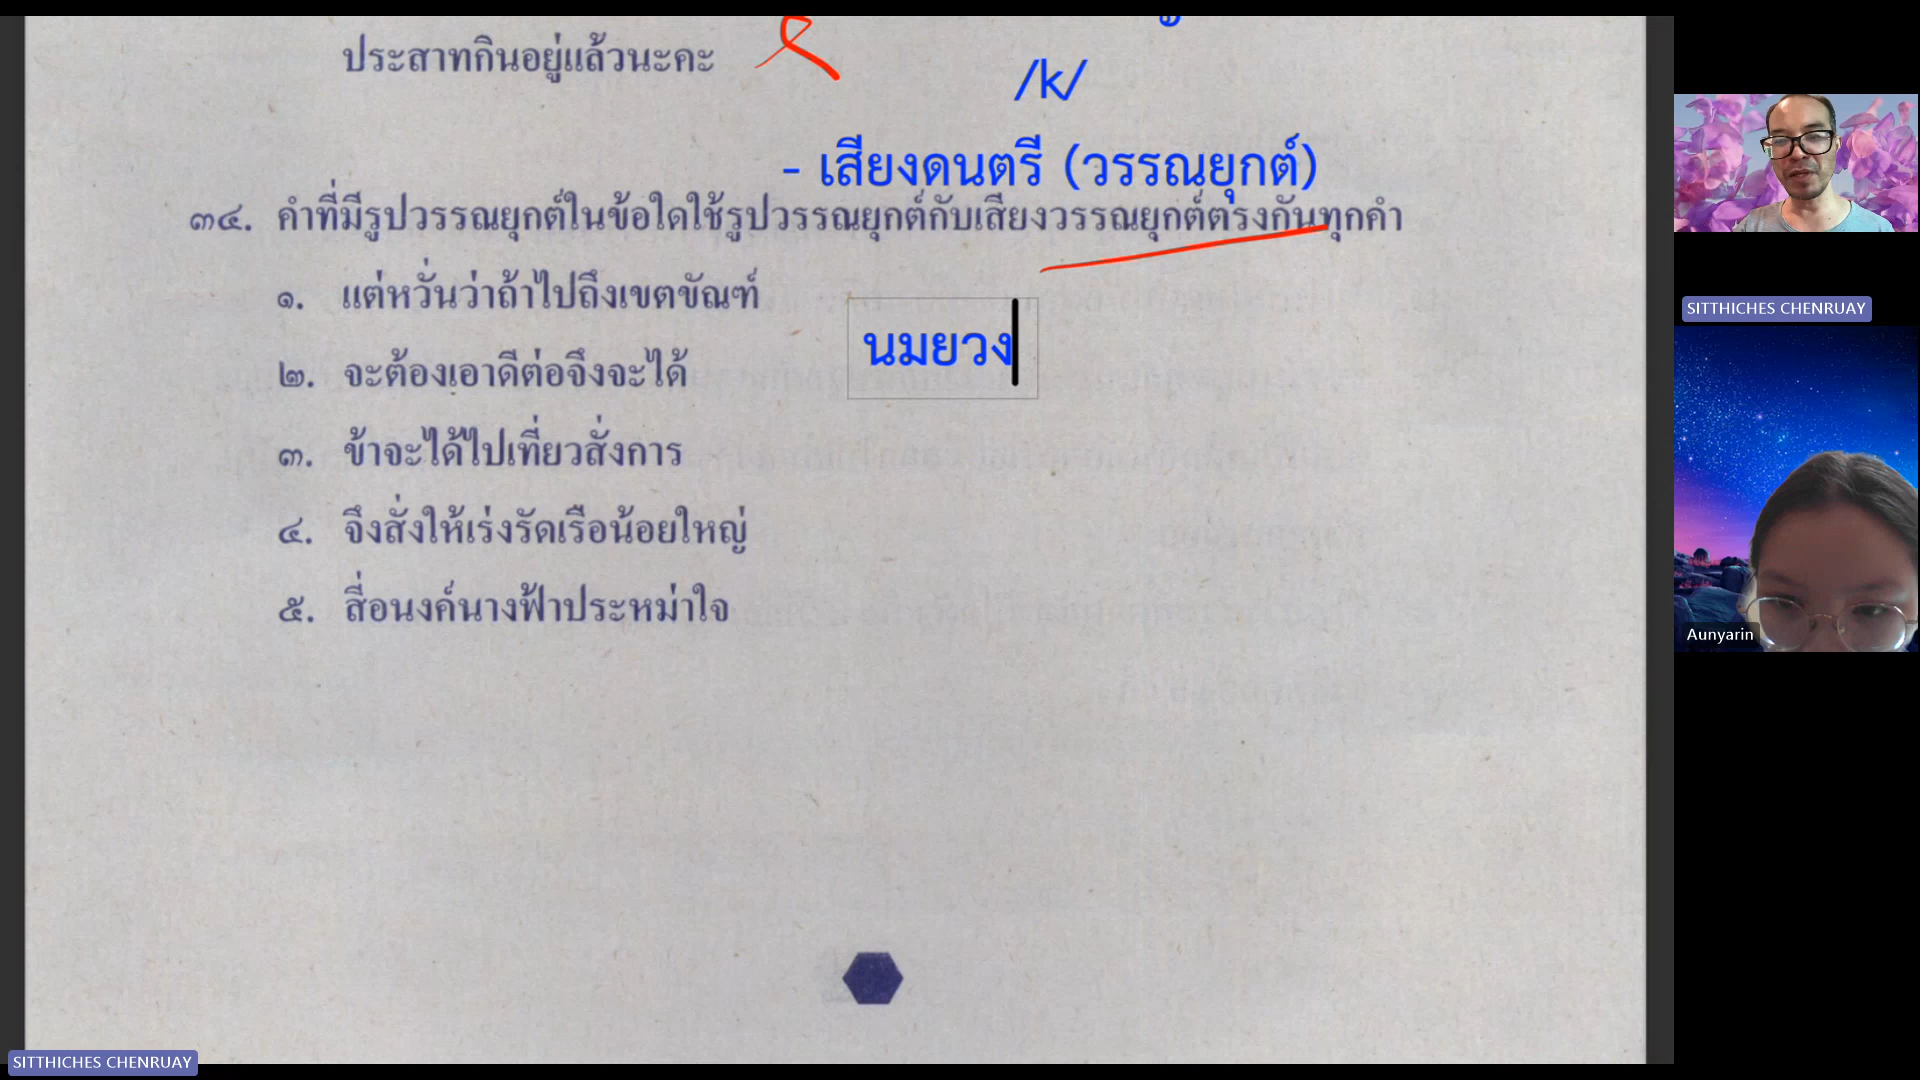 ประสาทกินอยู่แล้วนะคะ
/k/
- เสียงดนตรี (วรรณยุกต์)
๓๔. คำที่มีรูปวรรณยุกต์ในข้อใดใช้รูปวรรณยุกต์กับเสียงวรรณยุกต์ตรงกันทุกคำ
๑. แต่หวั่นว่าถ้าไปถึงเขตขัณฑ์
นมยวง
๒. จะต้องเอาดีต่อจึงจะได้
๓. ข้าจะได้ไปเที่ยวสั่งการ
๔. จึงสั่งให้เร่งรัดเรือน้อยใหญ่
๕. สี่อนงค์นางฟ้าประหม่าใจ
SITTHICHES CHENRUAY
SITTHICHES CHENRUAY
Aunyarin